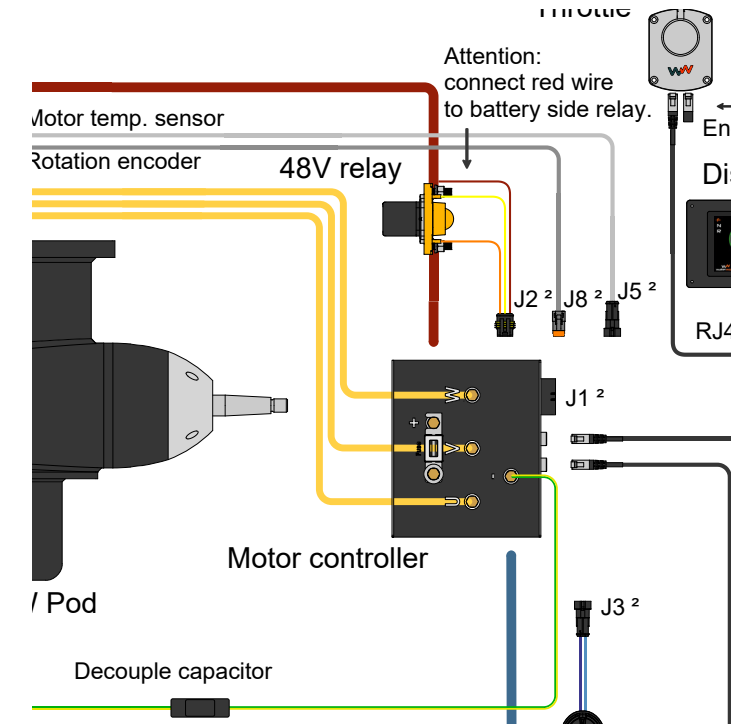 Throttle
Attention:
connect red wire
to battery side relay.
Motor temp. sensor
En
Rotation encoder
48V relay
Dis
J2 ²
J8 ²
J5 ²
RJ4
J1 ²
W
+
V
-
U
Motor controller
/ Pod
J3 ²
Decouple capacitor